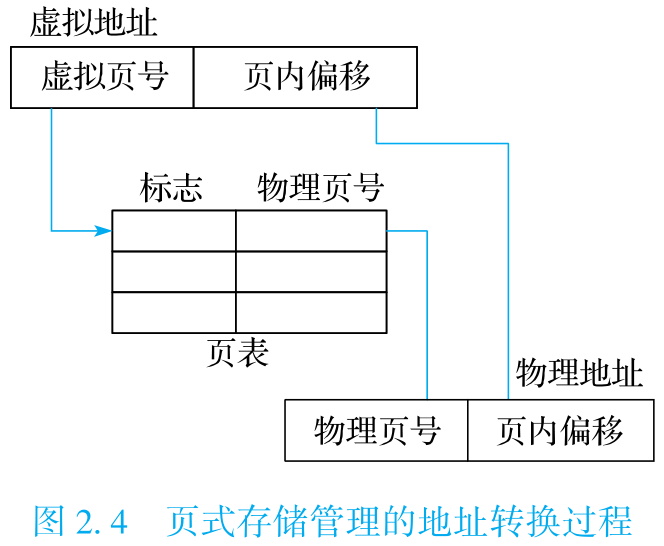 虚拟地址
虚拟页号 页内偏移
标志 物理页号
页表
物理地址
物理页号 页内偏移
图 2.4 页式存储管理的地址转换过程